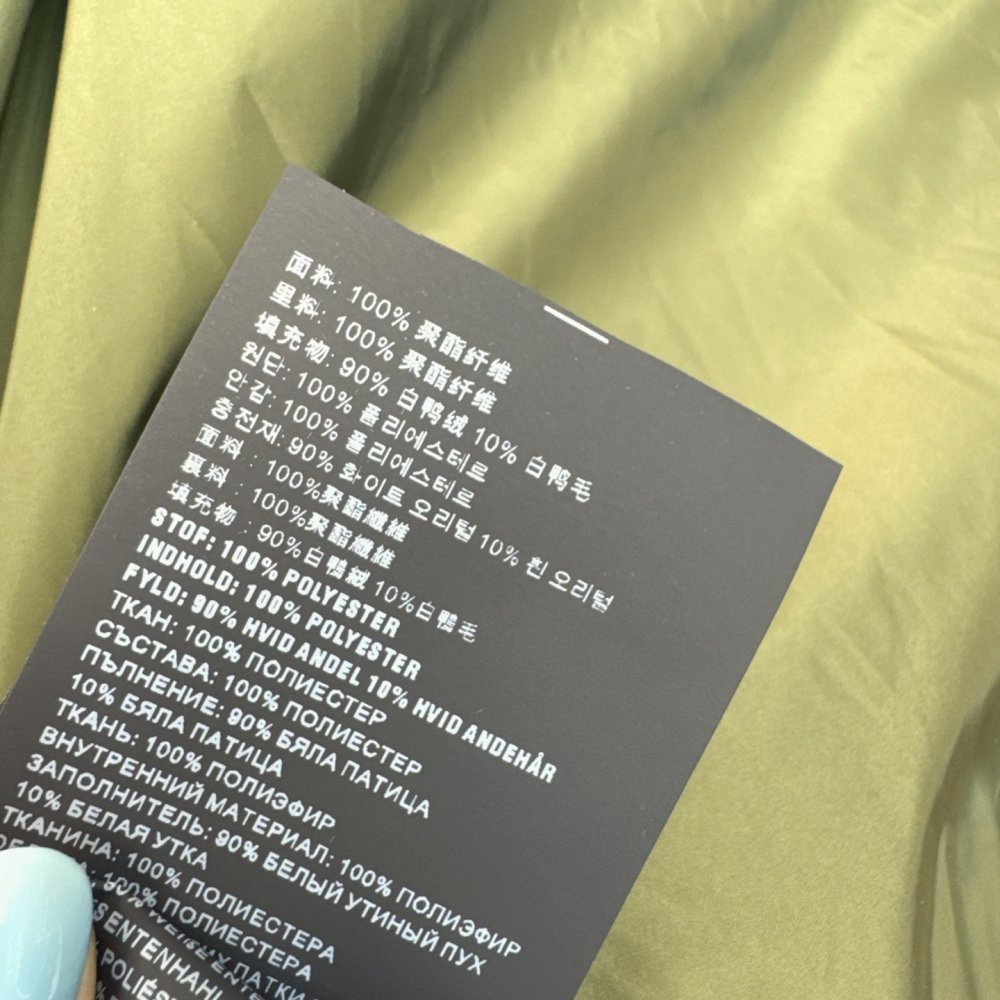 面料: 100% 聚酯纤维
里料: 100% 聚酯纤维
填充物: 90% 白鸭绒 10% 白鸭毛
원단: 100% 폴리에스테르
안감: 100% 폴리에스테르
충전재: 90% 화이트 오리털 10% 흰 오리털
面料 : 100%聚酯纖維
裏料 : 100%聚酯纖維
填充物 : 90%白鴨絨 10%白鴨毛
STOF: 100% POLYESTER
INDHOLD: 100% POLYESTER
FYLD: 90% HVID ANDEL 10% HVID ANDEHÅR
ТКАН: 100% ПОЛИЕСТЕР
СЪСТАВА: 100% ПОЛИЕСТЕР
ПЪЛНЕНИЕ: 90% БЯЛА ПАТИЦА
10% БЯЛА ПАТИЦА
ТКАНЬ: 100% ПОЛИЭФИР
ВНУТРЕННИЙ МАТЕРИАЛ: 100% ПОЛИЭФИР
ЗАПОЛНИТЕЛЬ: 90% БЕЛЫЙ УТИНЫЙ ПУХ
10% БЕЛАЯ УТКА
ТКАНИНА: 100% ПОЛИЕСТЕРА
ПОЛИЕСТЕРА